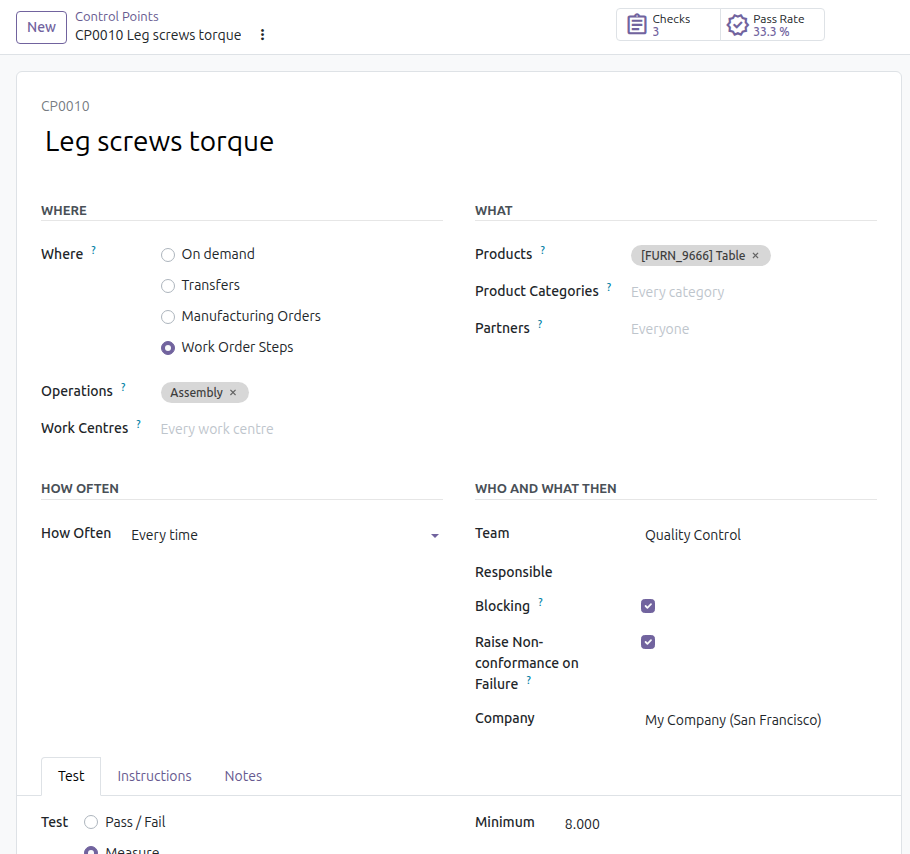 New
Control Points
CP0010 Leg screws torque
Checks
3
Pass Rate
33.3 %
CP0010
Leg screws torque
WHERE
Where ?
On demand
Transfers
Manufacturing Orders
Work Order Steps
Operations ?
Assembly ×
Work Centres ?
Every work centre
WHAT
Products ?
[FURN_9666] Table ×
Product Categories ?
Every category
Partners ?
Everyone
HOW OFTEN
How Often
Every time
WHO AND WHAT THEN
Team
Quality Control
Responsible
Blocking ?
Raise Non-
conformance on
Failure ?
Company
My Company (San Francisco)
Test
Instructions
Notes
Test
Pass / Fail
Measure
Minimum
8.000